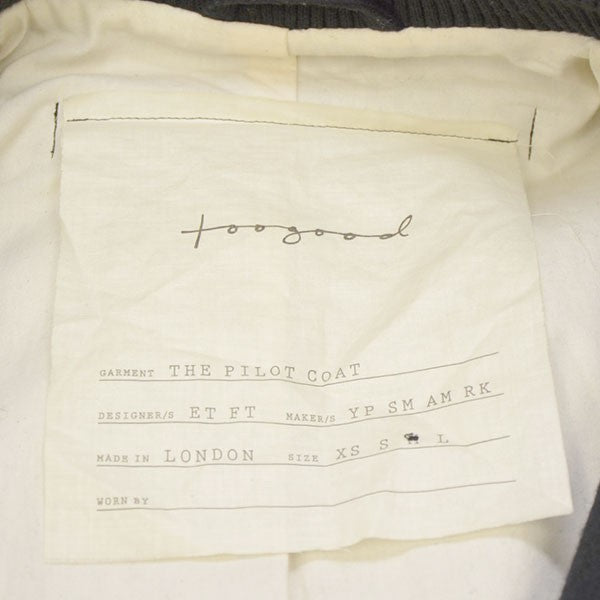 toogood
GARMENT THE PILOT COAT
DESIGNER/S ET FT MAKER/S YP SM AM RK
MADE IN LONDON SIZE XS S L
WORN BY